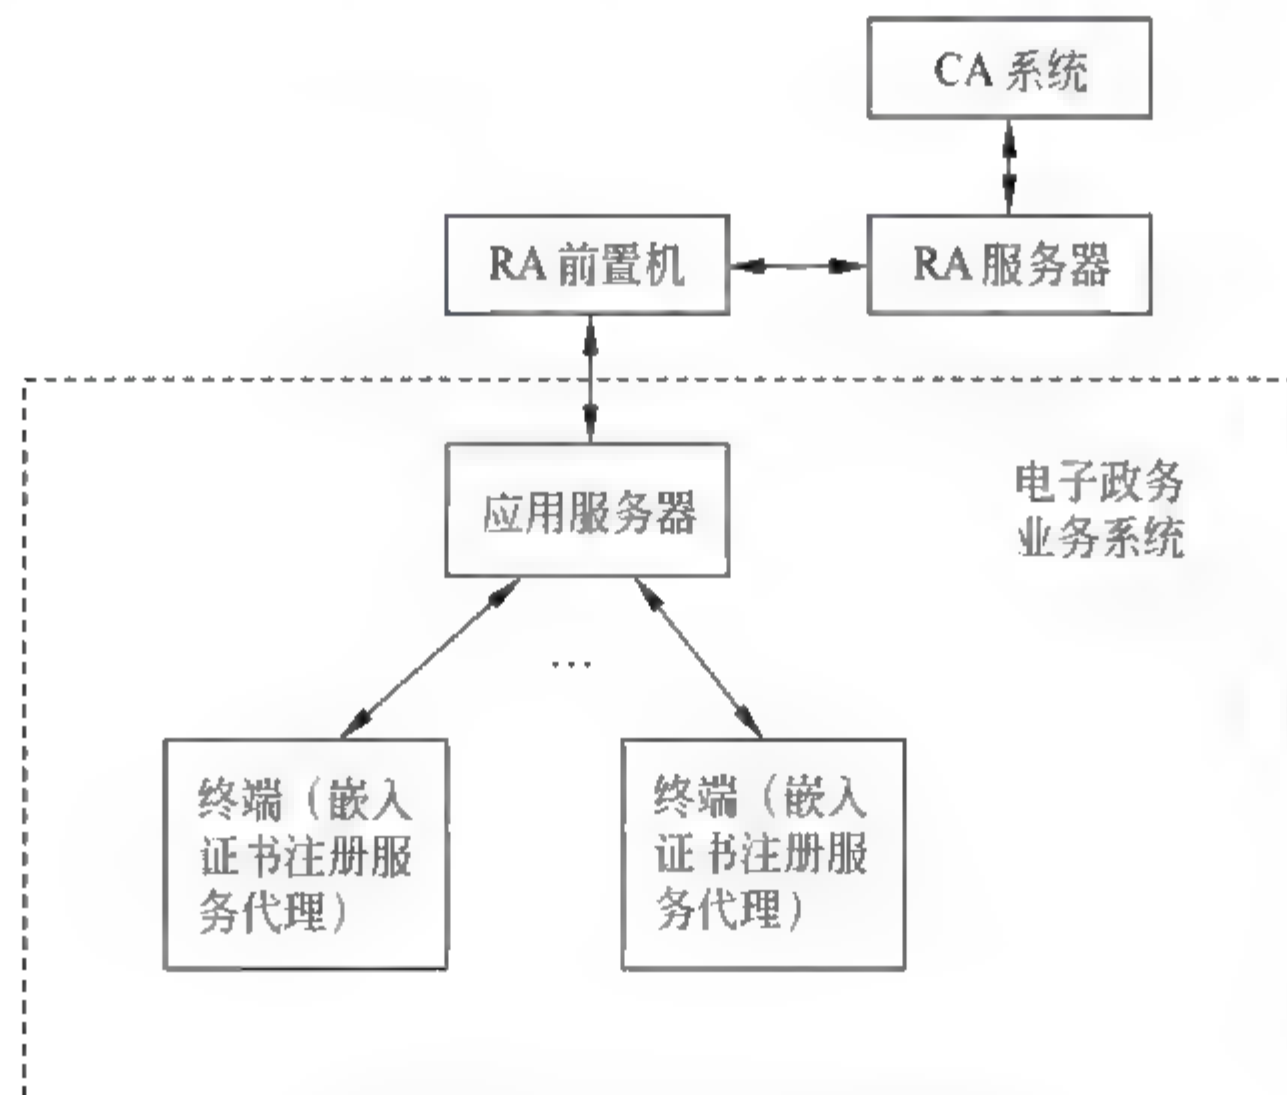 CA 系统
RA 前置机
RA 服务器
应用服务器
电子政务
业务系统
…
终端（嵌入
证书注册服
务代理）
终端（嵌入
证书注册服
务代理）